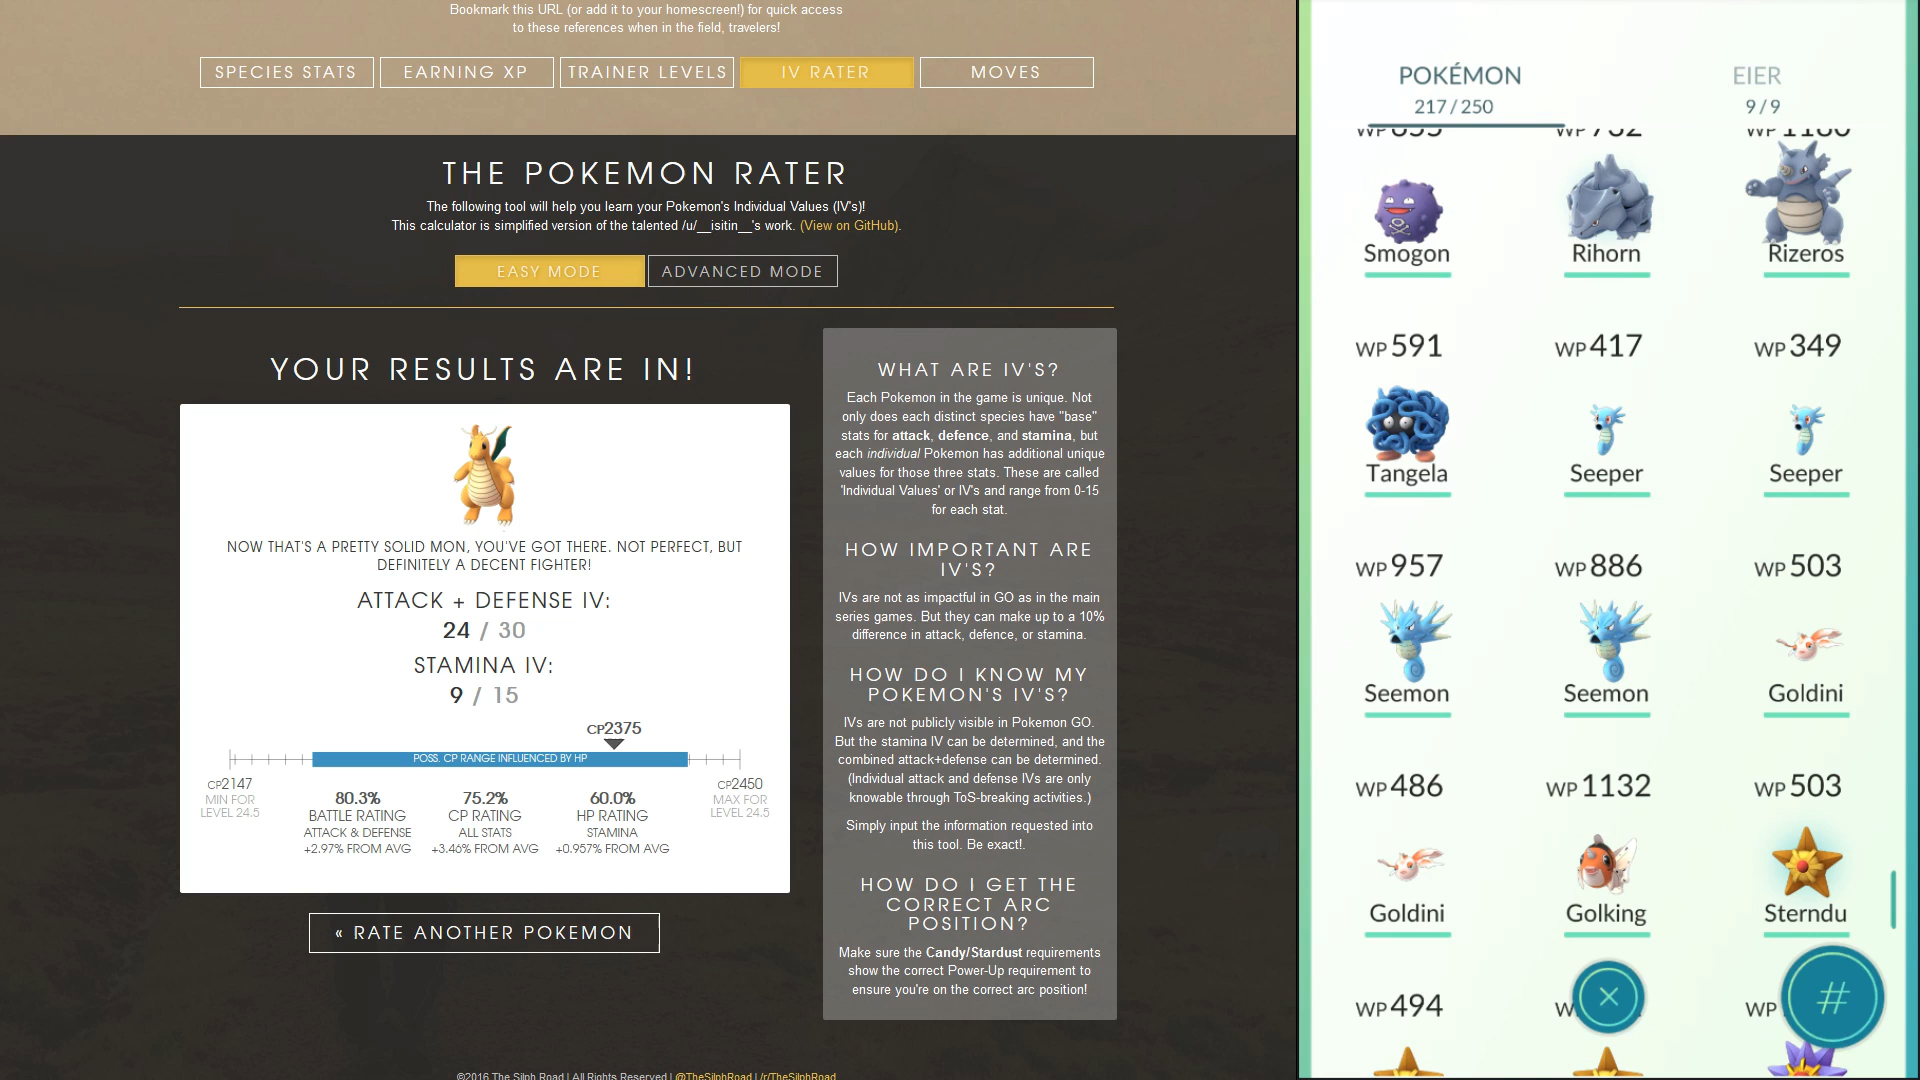 Bookmark this URL (or add it to your homescreen!) for quick access
to these references when in the field, travelers!
SPECIES STATS
EARNING XP
TRAINER LEVELS
IV RATER
MOVES
THE POKEMON RATER
The following tool will help you learn your Pokemon's Individual Values (IV's)!
This calculator is simplified version of the talented /u/__isitin__'s work. (View on GitHub).
EASY MODE
ADVANCED MODE
YOUR RESULTS ARE IN!
NOW THAT'S A PRETTY SOLID MON, YOU'VE GOT THERE. NOT PERFECT, BUT
DEFINITELY A DECENT FIGHTER!
ATTACK + DEFENSE IV:
24 / 30
STAMINA IV:
9 / 15
CP2375
POSS. CP RANGE INFLUENCED BY HP
CP2147
MIN FOR
LEVEL 24.5
CP2450
MAX FOR
LEVEL 24.5
80.3%
BATTLE RATING
ATTACK & DEFENSE
+2.97% FROM AVG
75.2%
CP RATING
ALL STATS
+3.46% FROM AVG
60.0%
HP RATING
STAMINA
+0.957% FROM AVG
« RATE ANOTHER POKEMON
WHAT ARE IV'S?
Each Pokemon in the game is unique. Not
only does each distinct species have "base"
stats for attack, defence, and stamina, but
each individual Pokemon has additional unique
values for those three stats. These are called
'Individual Values' or IV's and range from 0-15
for each stat.
HOW IMPORTANT ARE
IV'S?
IVs are not as impactful in GO as in the main
series games. But they can make up to a 10%
difference in attack, defence, or stamina.
HOW DO I KNOW MY
POKEMON'S IV'S?
IVs are not publicly visible in Pokemon GO.
But the stamina IV can be determined, and the
combined attack+defense can be determined.
(Individual attack and defense IVs are only
knowable through ToS-breaking activities.)
Simply input the information requested into
this tool. Be exact!.
HOW DO I GET THE
CORRECT ARC
POSITION?
Make sure the Candy/Stardust requirements
show the correct Power-Up requirement to
ensure you're on the correct arc position!
©2016 The Silph Road | All Rights Reserved | @TheSilphRoad | /r/TheSilphRoad
POKÉMON
217 / 250
EIER
9 / 9
Smogon
Rihorn
Rizeros
WP 591
WP 417
WP 349
Tangela
Seeper
Seeper
WP 957
WP 886
WP 503
Seemon
Seemon
Goldini
WP 486
WP 1132
WP 503
Goldini
Golking
Sterndu
WP 494
WP
#